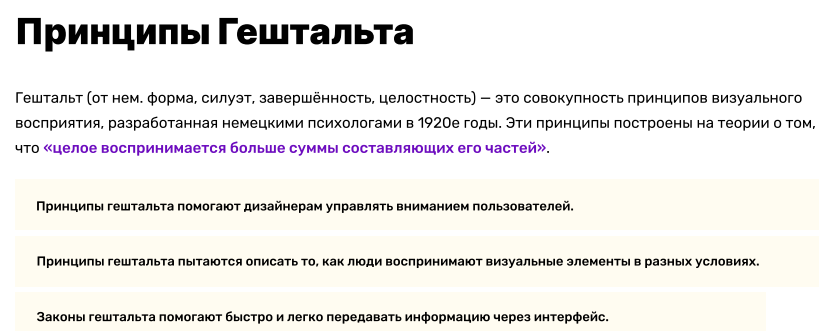 Принципы Гештальта
Гештальт (от нем. форма, силуэт, завершённость, целостность) — это совокупность принципов визуального
восприятия, разработанная немецкими психологами в 1920е годы. Эти принципы построены на теории о том,
что «целое воспринимается больше суммы составляющих его частей».
Принципы гештальта помогают дизайнерам управлять вниманием пользователей.
Принципы гештальта пытаются описать то, как люди воспринимают визуальные элементы в разных условиях.
Законы гештальта помогают быстро и легко передавать информацию через интерфейс.